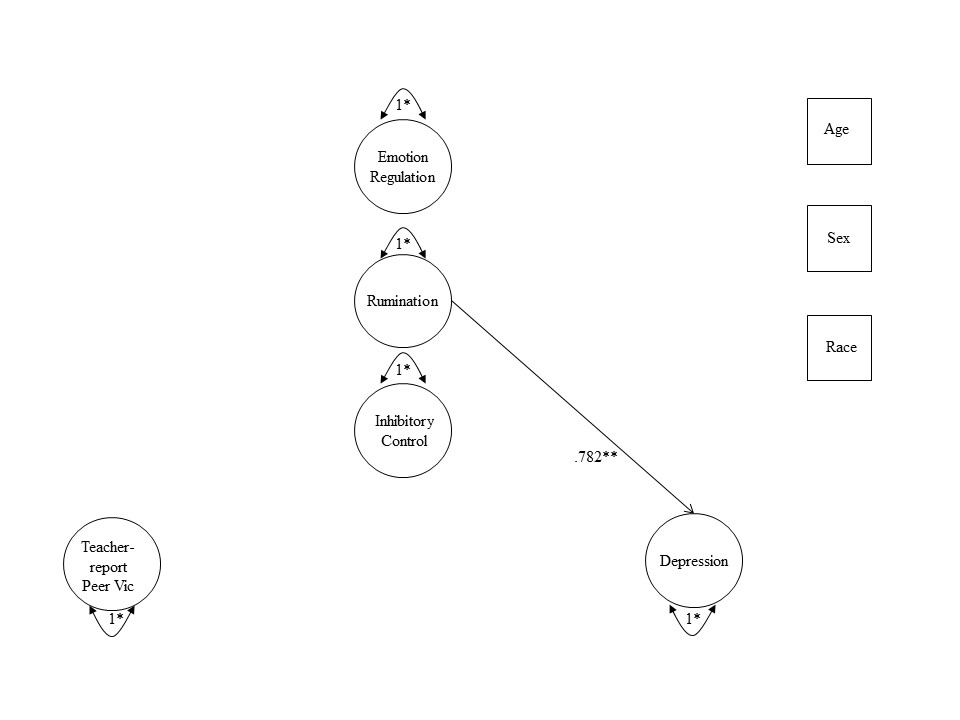 1*
Emotion
Regulation
1*
Rumination
1*
Inhibitory
Control
.782**
Teacher-
report
Peer Vic
1*
Depression
1*
Age
Sex
Race